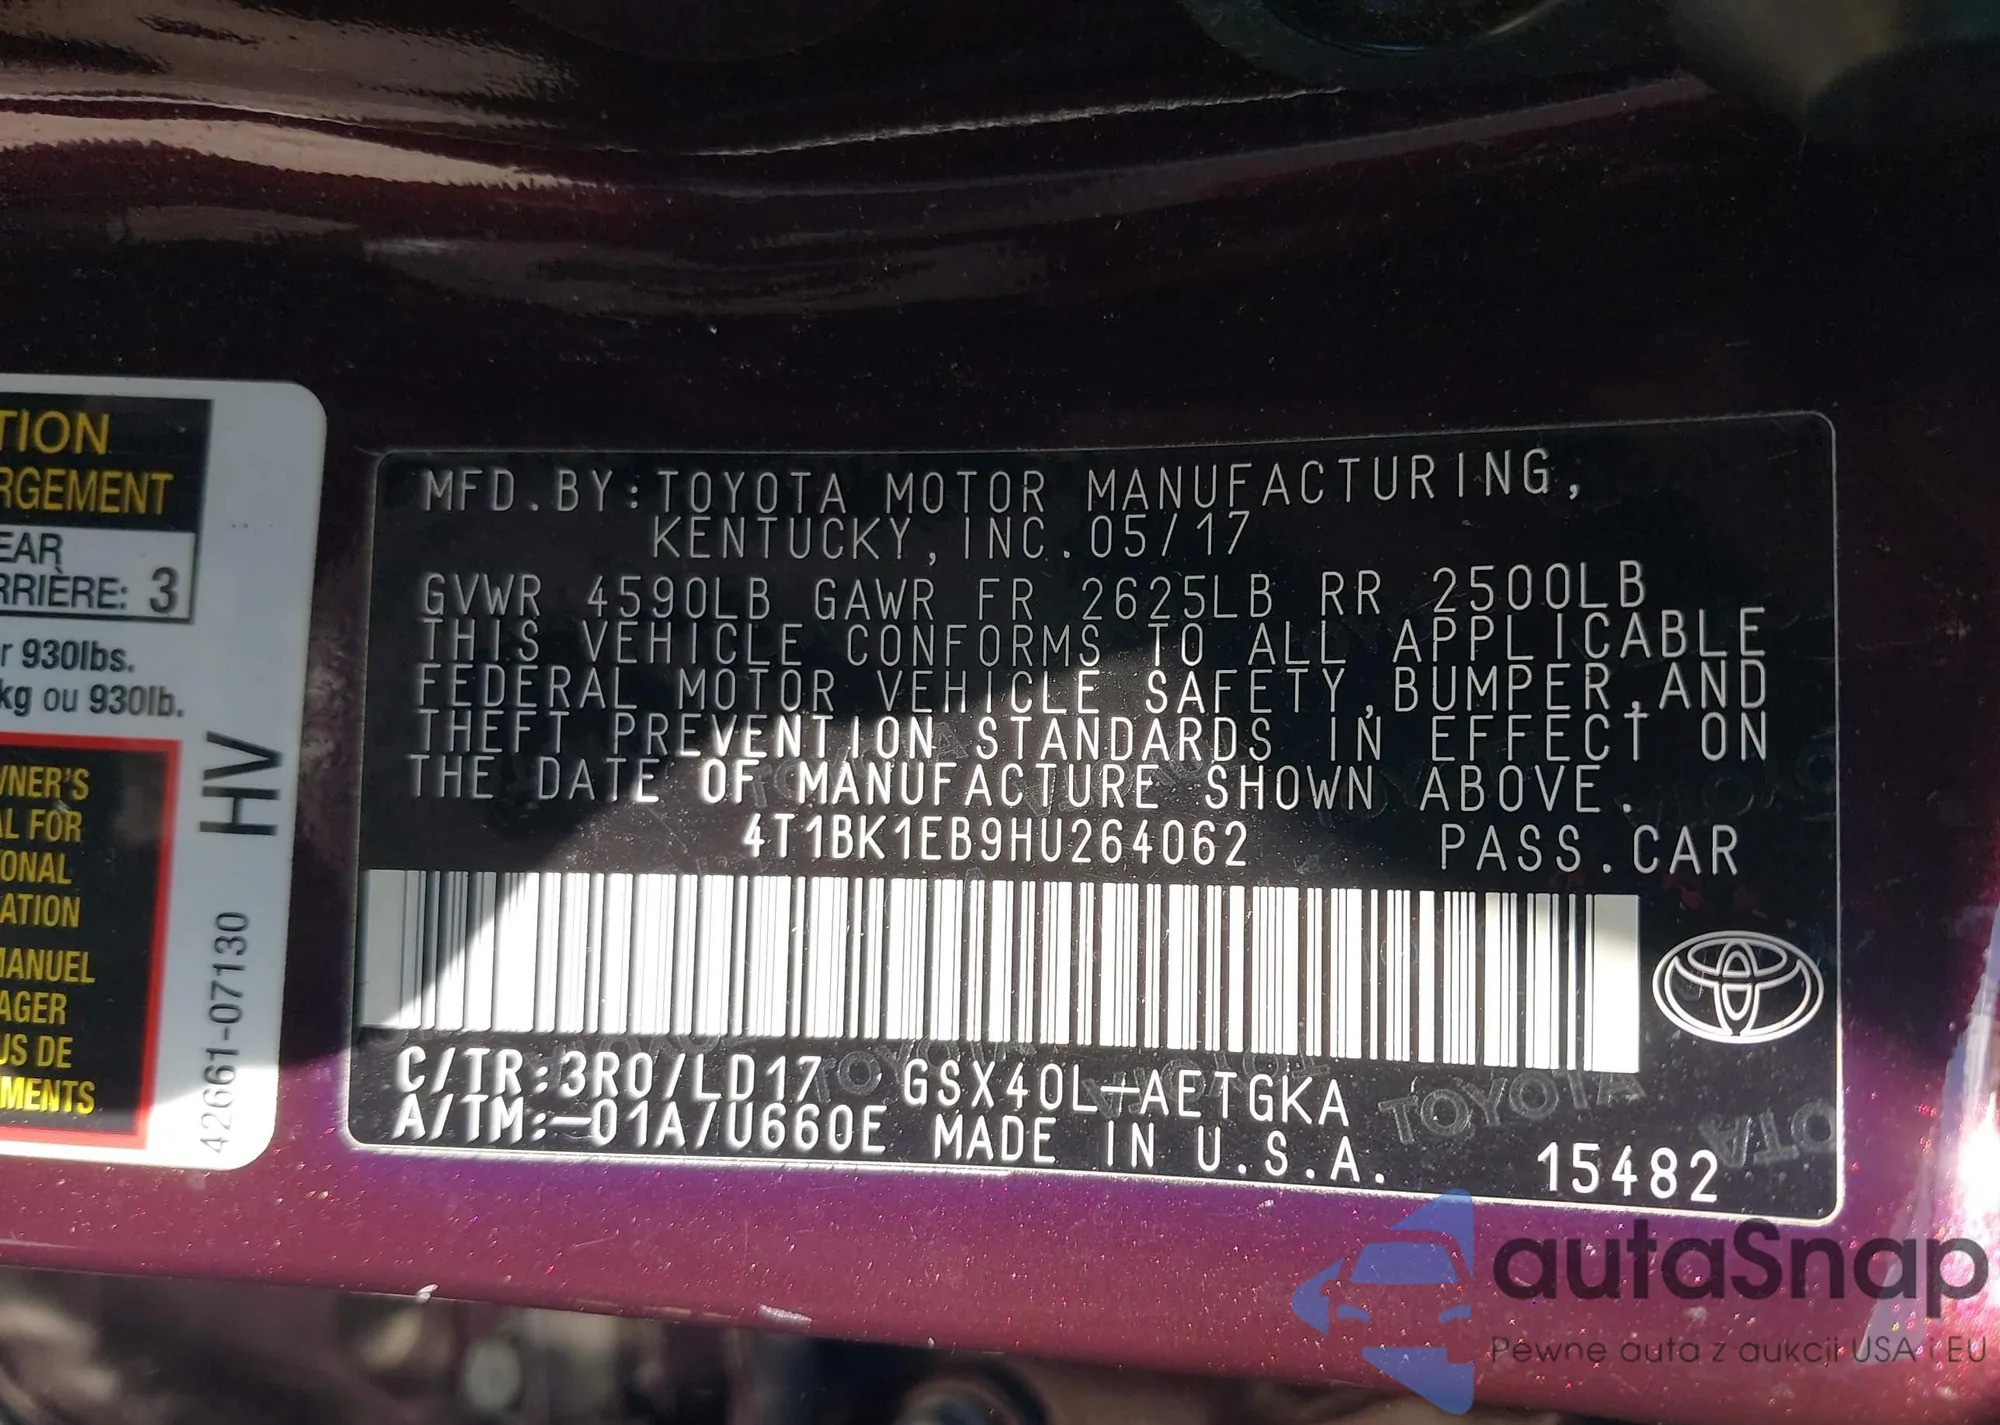 TION
RGEMENT
EAR
RRIÈRE: 3
r 930lbs.
kg ou 930lb.
WNER'S
AL FOR
ONAL
ATION
MANUEL
AGER
US DE
MENTS
HV
42661-07130
MFD.BY:TOYOTA MOTOR MANUFACTURING,
KENTUCKY,INC.05/17
GVWR 4590LB GAWR FR 2625LB RR 2500LB
THIS VEHICLE CONFORMS TO ALL APPLICABLE
FEDERAL MOTOR VEHICLE SAFETY,BUMPER,AND
THEFT PREVENTION STANDARDS IN EFFECT ON
THE DATE OF MANUFACTURE SHOWN ABOVE.
4T1BK1EB9HU264062 PASS.CAR
C/TR:3R0/LD17 GSX40L-AETGKA
A/TM:-01A/U660E MADE IN U.S.A.
15482
TOYOTA
autaSnap
Pewne auta z aukcji USA i EU